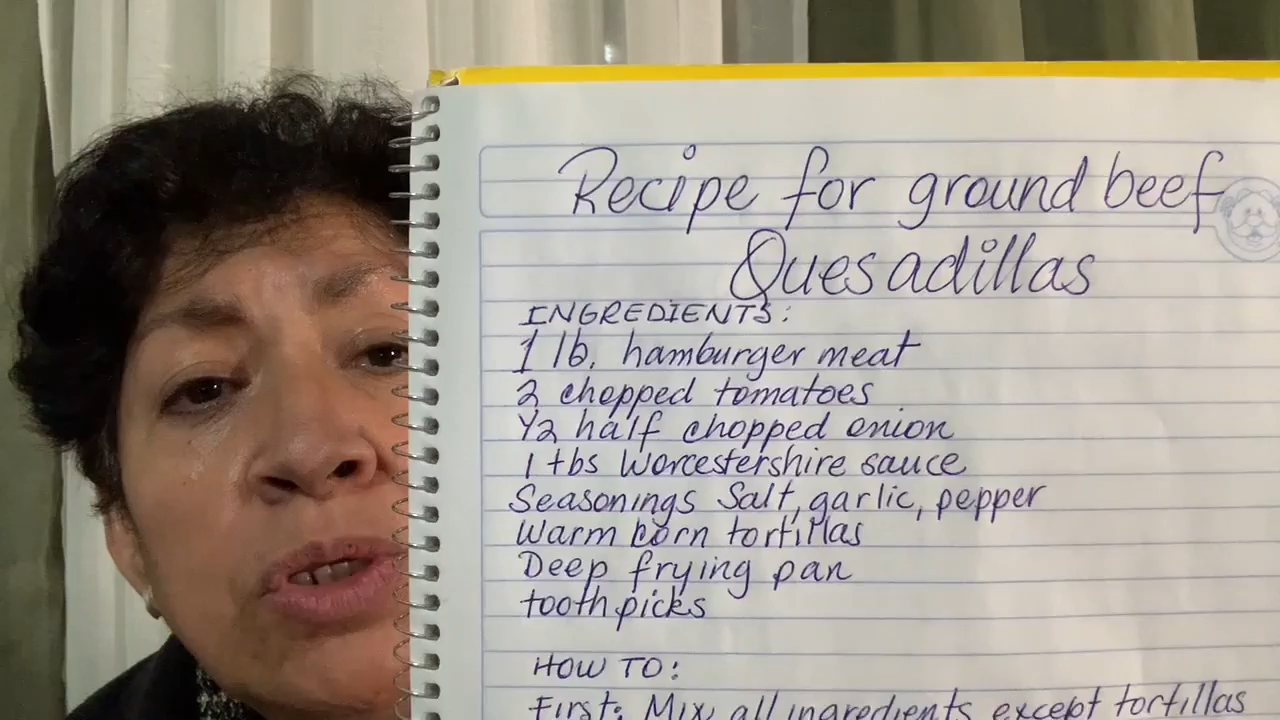 Recipe for ground beef
Quesadillas
INGREDIENTS:
1 lb. hamburger meat
2 chopped tomatoes
1/2 half chopped onion
1 tbs Worcestershire sauce
Seasonings Salt, garlic, pepper
Warm corn tortillas
Deep frying pan
toothpicks
HOW TO:
First: Mix all ingredients except tortillas